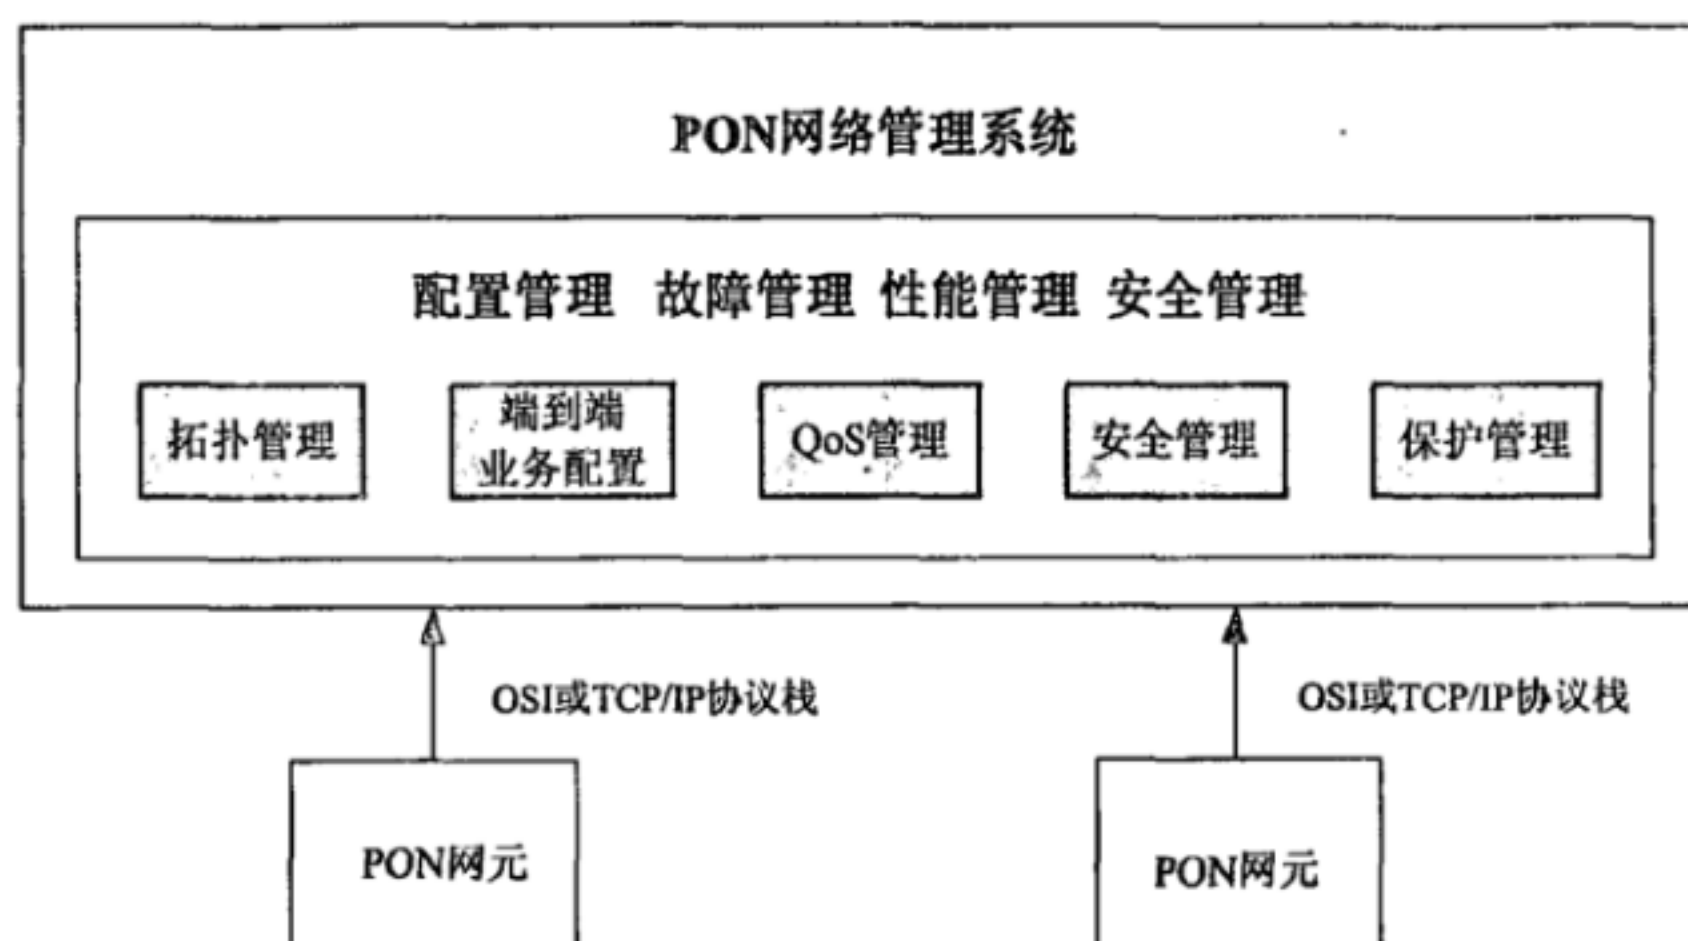 PON网络管理系统
配置管理 故障管理 性能管理 安全管理
拓扑管理
端到端
业务配置
QoS管理
安全管理
保护管理
OSI或TCP/IP协议栈
OSI或TCP/IP协议栈
PON网元
PON网元